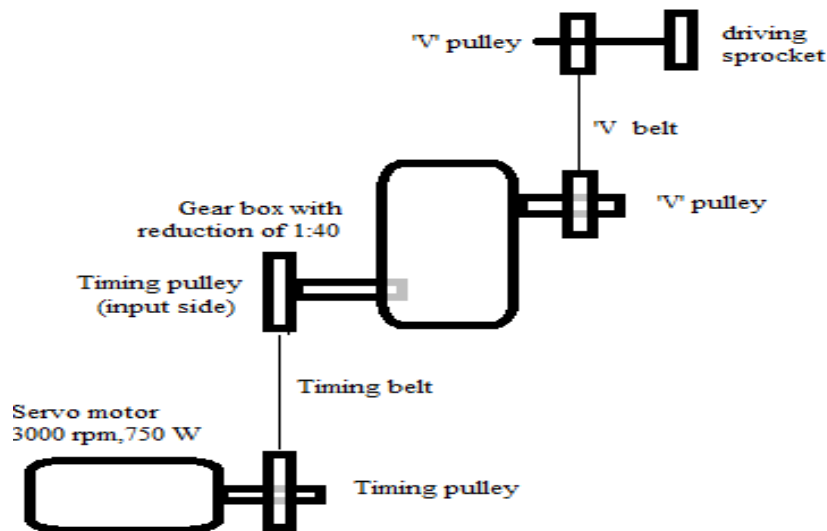 'V' pulley
driving
sprocket
'V  belt
'V' pulley
Gear box with
reduction of 1:40
Timing pulley
(input side)
Timing belt
Servo motor
3000 rpm,750 W
Timing pulley